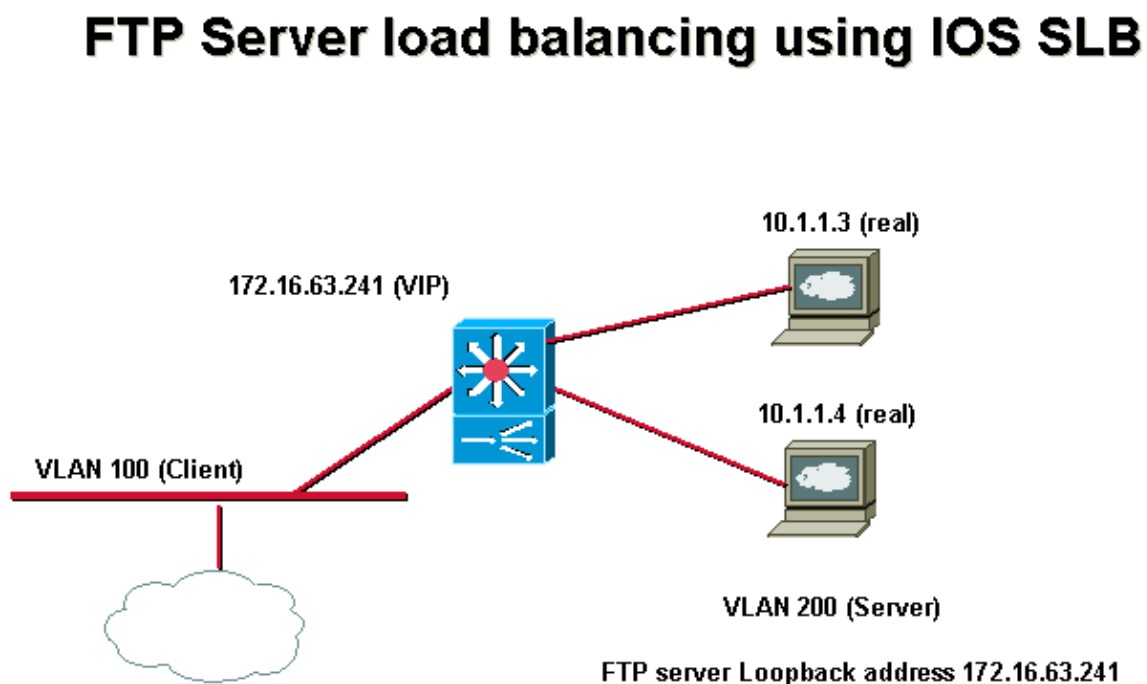 FTP Server load balancing using IOS SLB
10.1.1.3 (real)
172.16.63.241 (VIP)
10.1.1.4 (real)
VLAN 100 (Client)
VLAN 200 (Server)
FTP server Loopback address 172.16.63.241